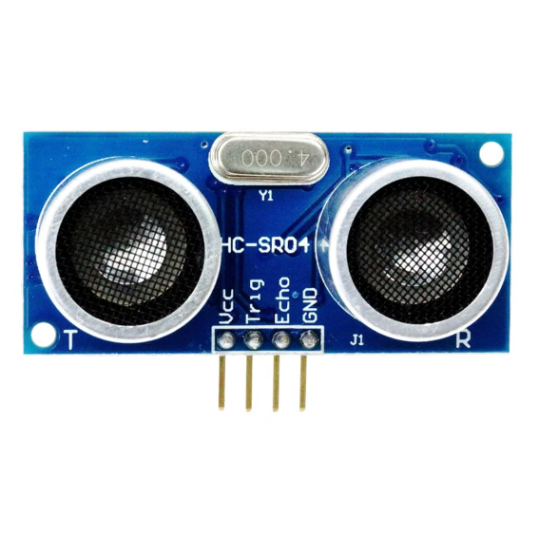 4.000
Y1
HC-SR04
Vcc
Trig
Echo
GND
T
J1
R